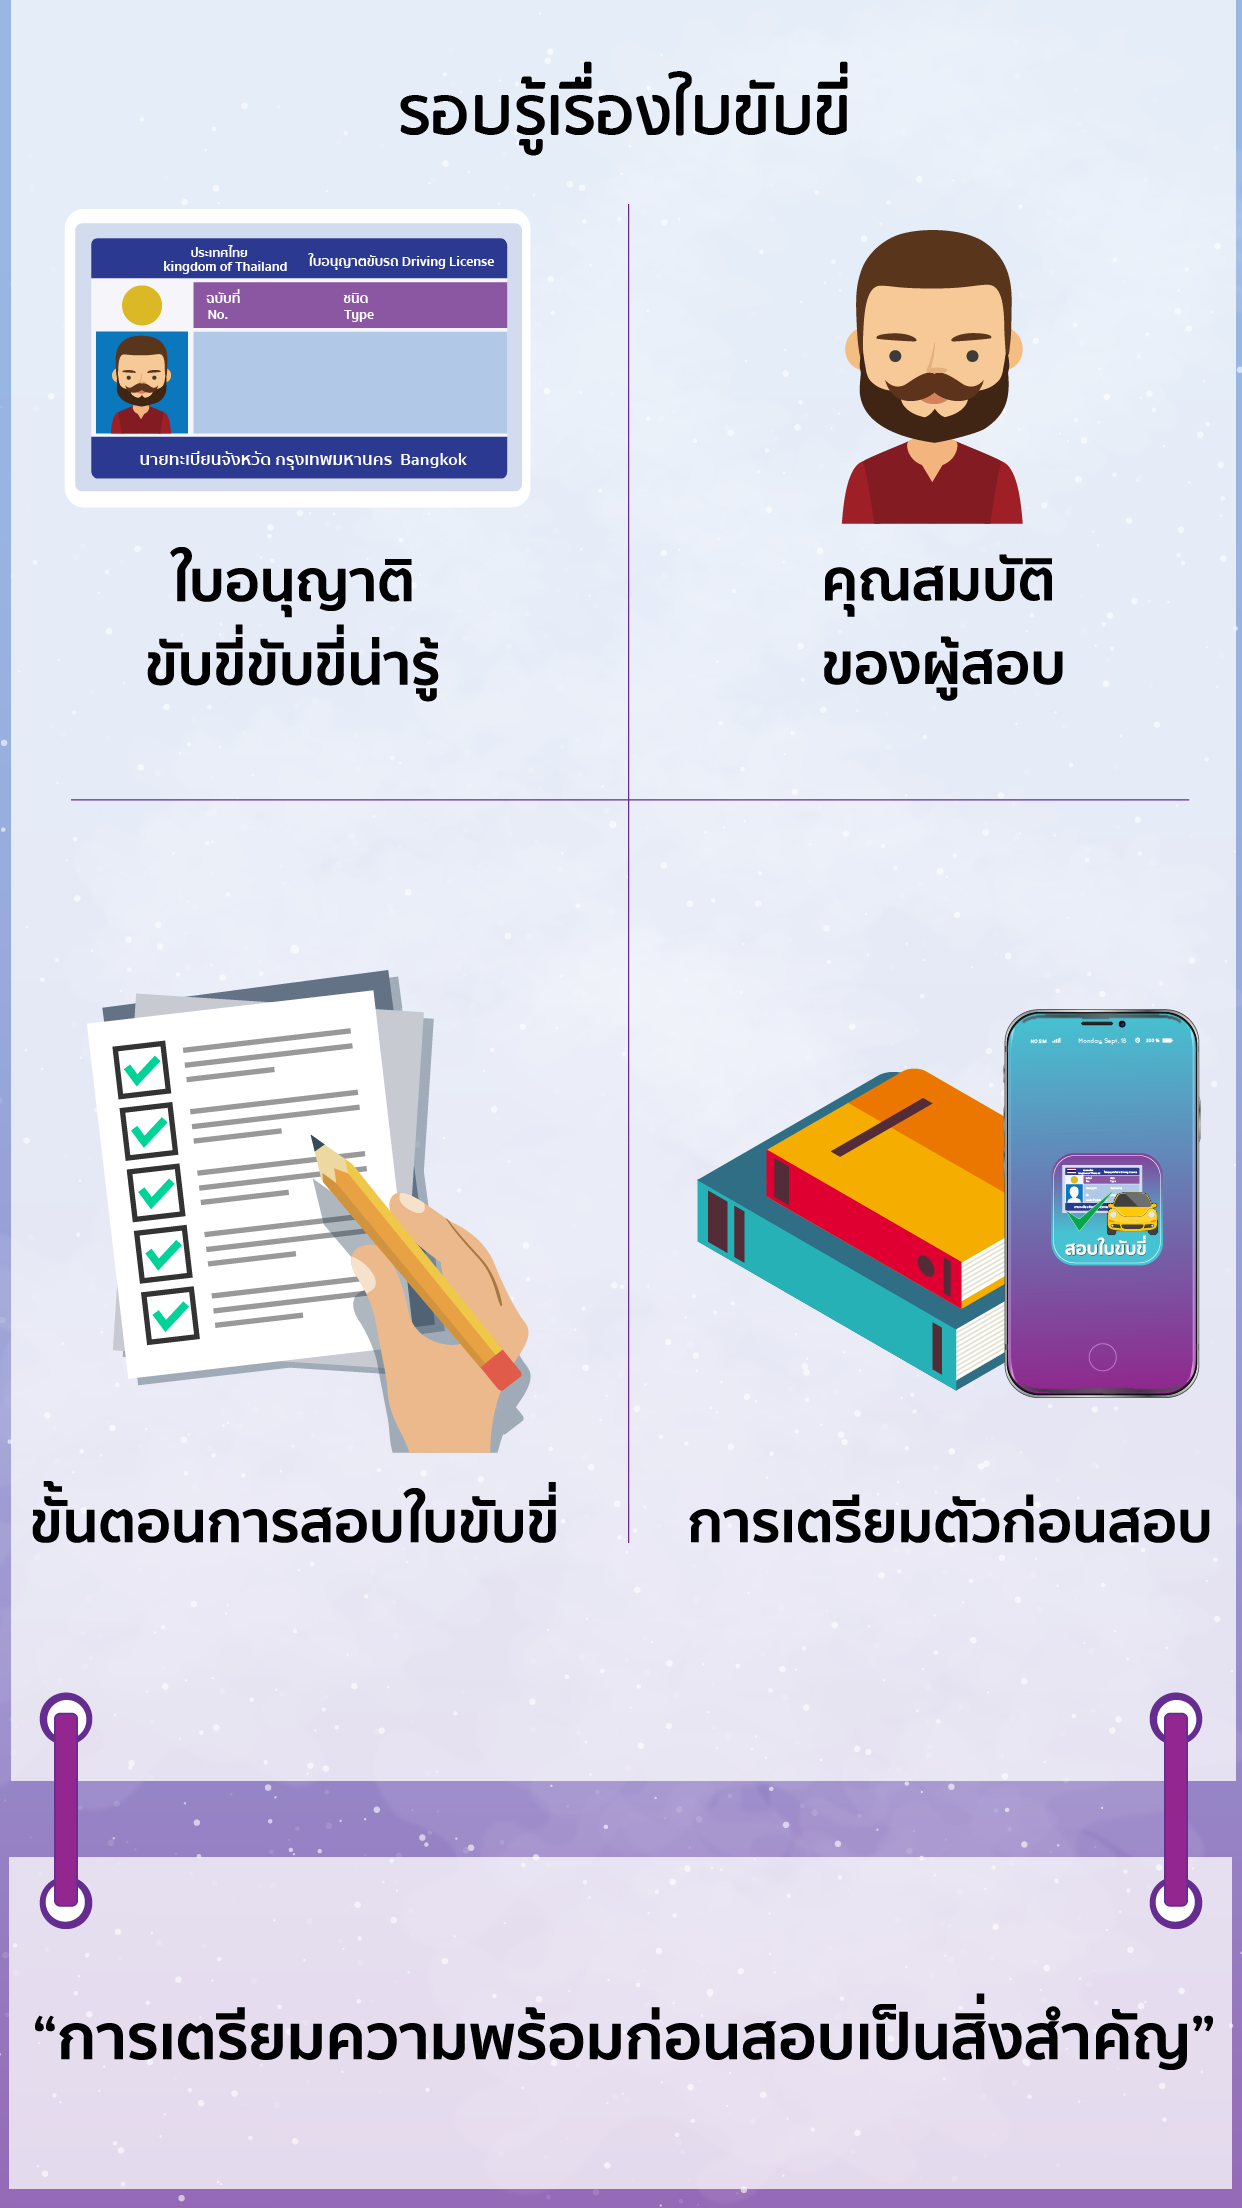 รอบรู้เรื่องใบขับขี่
ประเทศไทย
kingdom of Thailand
ใบอนุญาตขับรถ Driving License
ฉบับที่
No.
ชนิด
Type
นายทะเบียนจังหวัด กรุงเทพมหานคร Bangkok
ใบอนุญาติ
ขับขี่ขับขี่น่ารู้
คุณสมบัติ
ของผู้สอบ
NO SIM
Monday, Sept. 18
100%
สอบใบขับขี่
ขั้นตอนการสอบใบขับขี่
การเตรียมตัวก่อนสอบ
“การเตรียมความพร้อมก่อนสอบเป็นสิ่งสำคัญ”